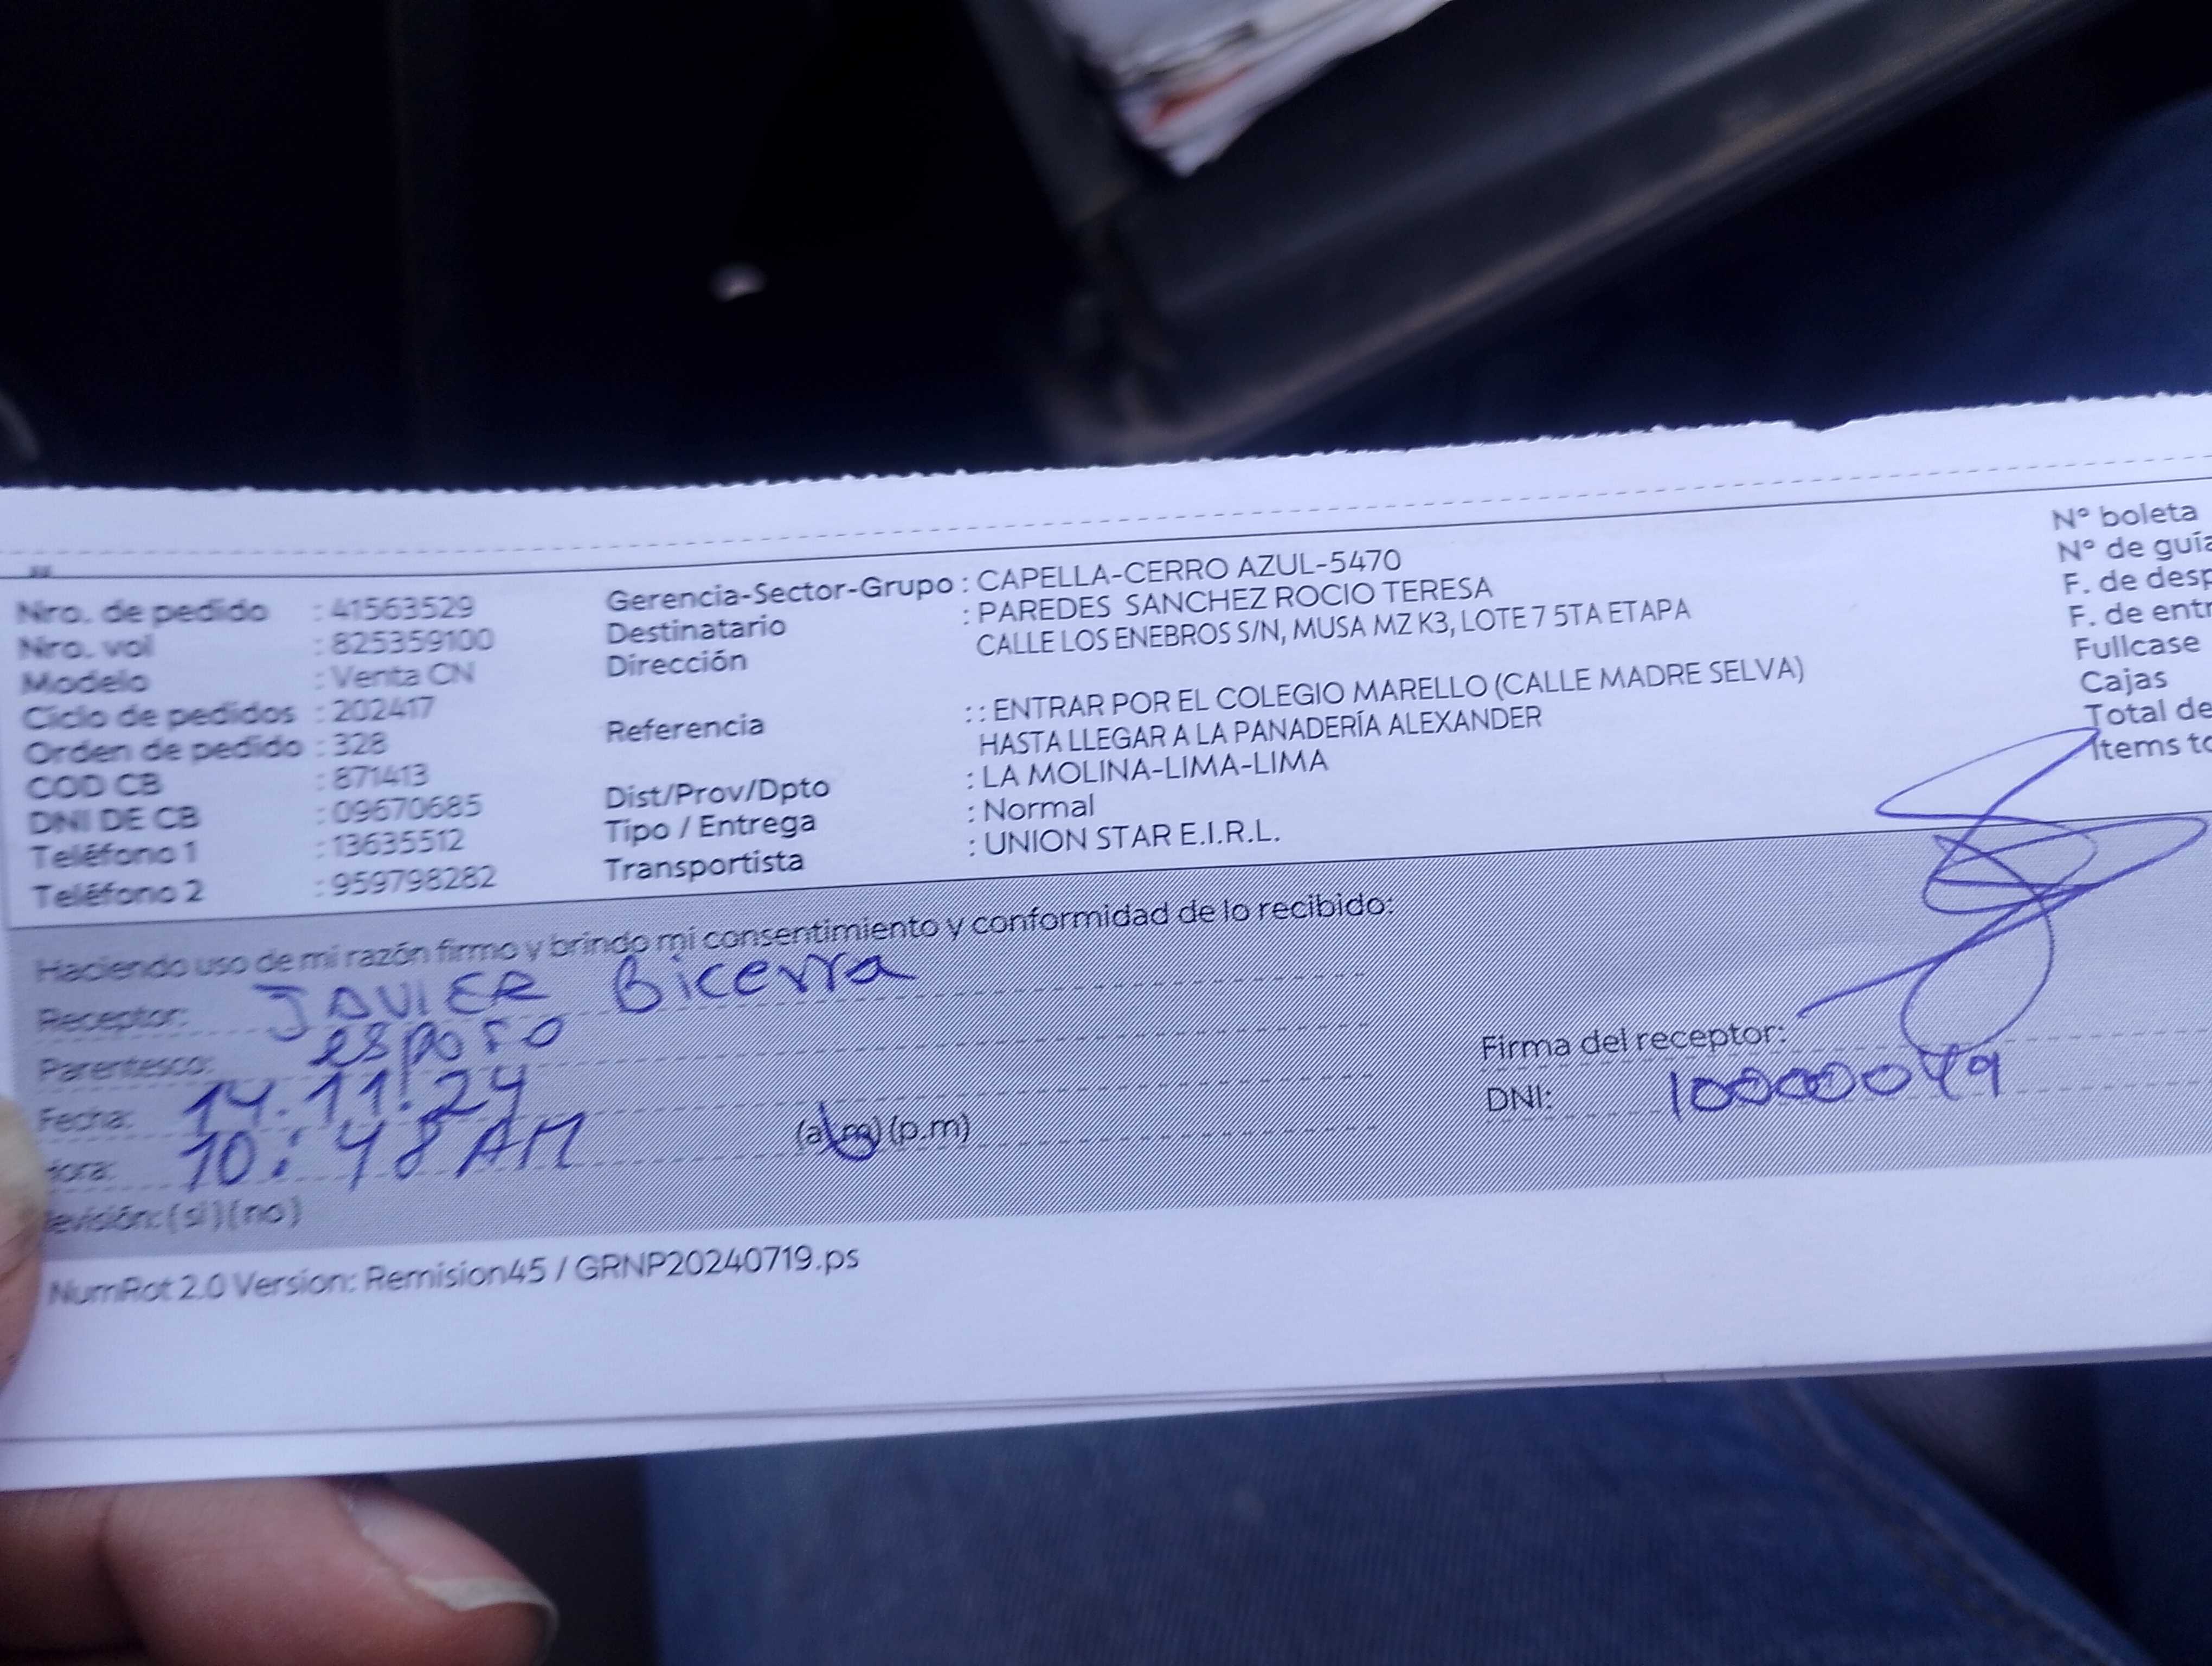 Nro. de pedido : 41563529
Nro. vol : 825359100
Modelo : Venta CN
Ciclo de pedidos : 202417
Orden de pedido : 328
COD CB : 871413
DNI DE CB : 09670685
Teléfono 1 : 13635512
Teléfono 2 : 959798282
Gerencia-Sector-Grupo : CAPELLA-CERRO AZUL-5470
Destinatario : PAREDES SANCHEZ ROCIO TERESA
Dirección CALLE LOS ENEBROS S/N, MUSA MZ K3, LOTE 7 5TA ETAPA
Referencia : : ENTRAR POR EL COLEGIO MARELLO (CALLE MADRE SELVA)
HASTA LLEGAR A LA PANADERÍA ALEXANDER
Dist/Prov/Dpto : LA MOLINA-LIMA-LIMA
Tipo / Entrega : Normal
Transportista : UNION STAR E.I.R.L.
N° boleta
N° de guía
F. de desp
F. de entr
Fullcase
Cajas
Total de
Items to
Haciendo uso de mi razón firmo y brindo mi consentimiento y conformidad de lo recibido:
Receptor: JAVIER Bicerra
Parentesco: esposo
Fecha: 14.11.24
Hora: 10:48 AM (a.m) (p.m)
evisión: (si) (no)
Firma del receptor:
DNI:
NumRot 2.0 Version: Remision45 / GRNP20240719.ps